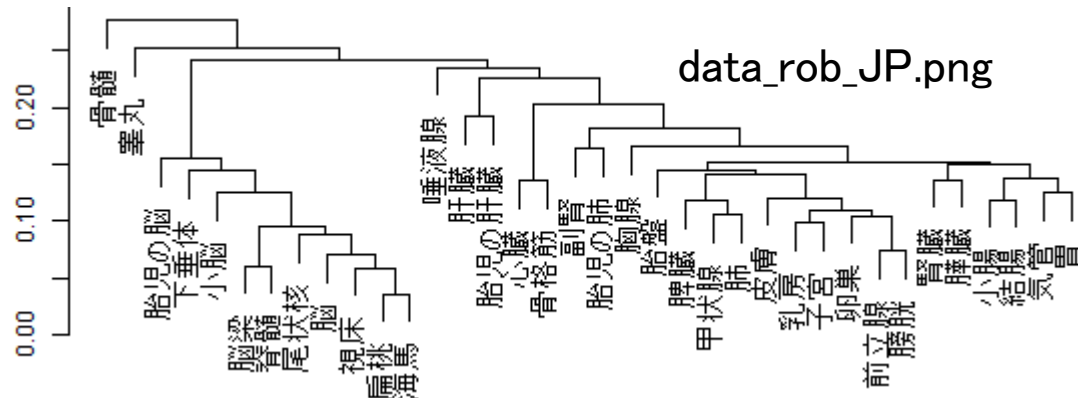 data_rob_JP.png
0.20
0.10
0.00
骨髄
睾丸
胎児の脳
下垂体
小脳
脳梁
脊髄
尾状核
脳
視床
扁桃
海馬
唾液腺
肝臓
胎児の肝臓
心臓
骨格筋
副腎
胎児の肺
胸腺
胎盤
脾臓
甲状腺
肺
皮膚
乳房
子宮
卵巣
前立腺
膀胱
腎臓
膵臓
小腸
結腸
気管
胃